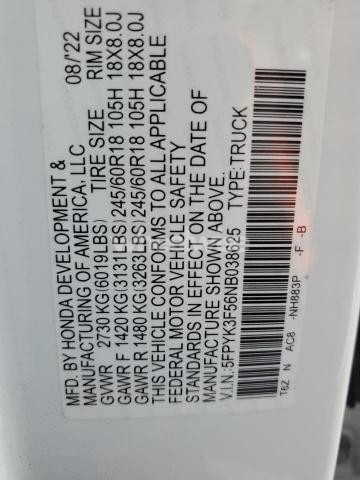 MFD. BY HONDA DEVELOPMENT & 08/22
MANUFACTURING OF AMERICA, LLC
GVWR 2730 KG(6019LBS) TIRE SIZE RIM SIZE
GAWR F 1420 KG(3131LBS) 245/60R18 105H 18X8.0J
GAWR R 1480 KG(3263LBS) 245/60R18 105H 18X8.0J
THIS VEHICLE CONFORMS TO ALL APPLICABLE
FEDERAL MOTOR VEHICLE SAFETY
STANDARDS IN EFFECT ON THE DATE OF
MANUFACTURE SHOWN ABOVE.
V.I.N.:5FPYK3F56NB038625 TYPE:TRUCK
T6Z N AC8 -NH883P -F -B